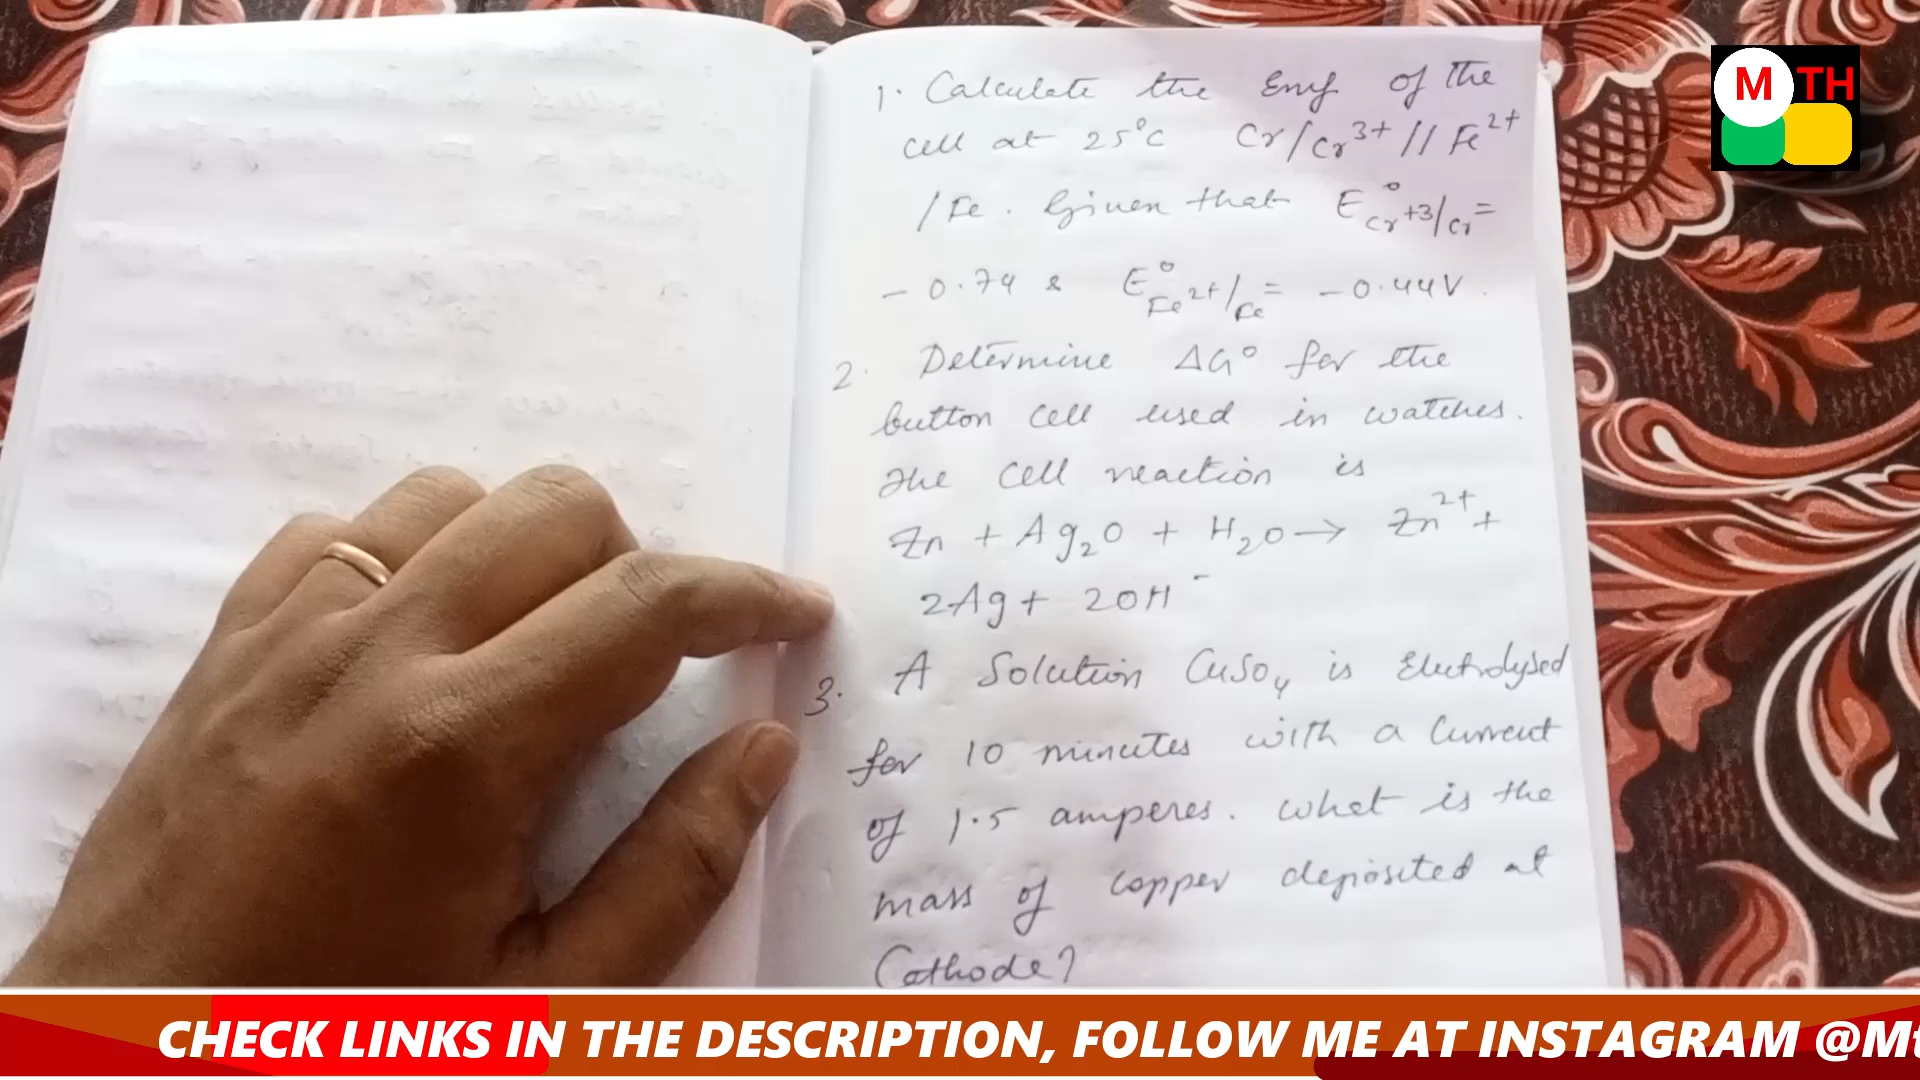 1. Calculate the Emf of the
cell at 25°C Cr/Cr³⁺//Fe²⁺
/Fe. Given that E°Cr⁺³/Cr =
- 0.74 & E°Fe²⁺/Fe = -0.44V.
2. Determine ΔG° for the
button cell used in watches.
The cell reaction is
Zn + Ag₂O + H₂O → Zn²⁺ +
2Ag + 2OH⁻
3. A Solution CuSO₄ is Electrolysed
for 10 minutes with a Current
of 1.5 amperes. What is the
mass of copper deposited at
Cathode?
M TH
CHECK LINKS IN THE DESCRIPTION, FOLLOW ME AT INSTAGRAM